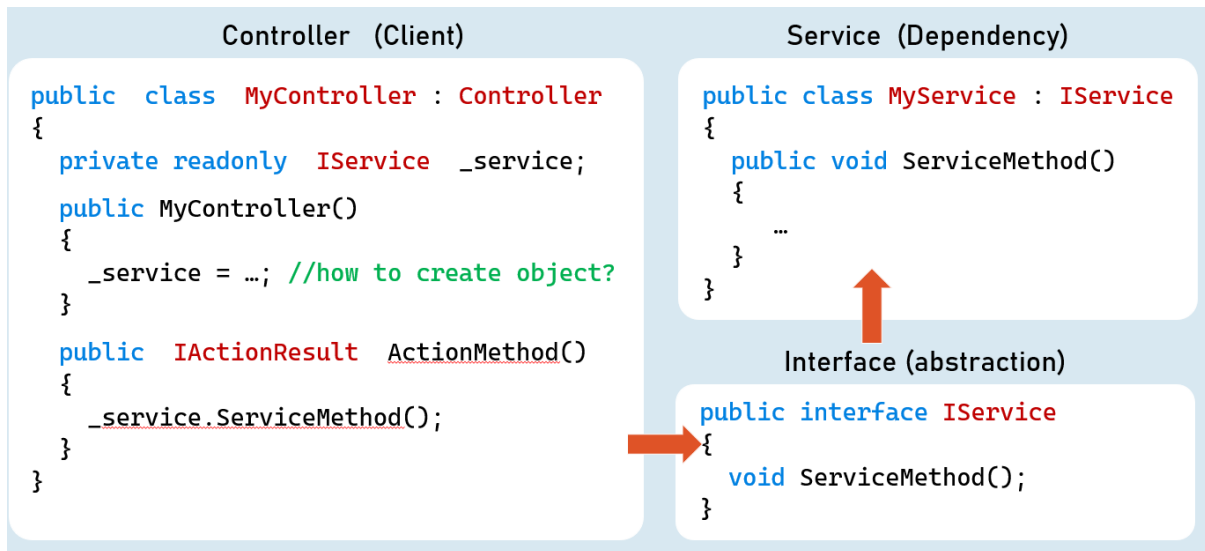 Controller (Client)
public class MyController : Controller
{
private readonly IService _service;
public MyController()
{
_service = …; //how to create object?
}
public IActionResult ActionMethod()
{
_service.ServiceMethod();
}
}
Service (Dependency)
public class MyService : IService
{
public void ServiceMethod()
{
…
}
}
Interface (abstraction)
public interface IService
{
void ServiceMethod();
}